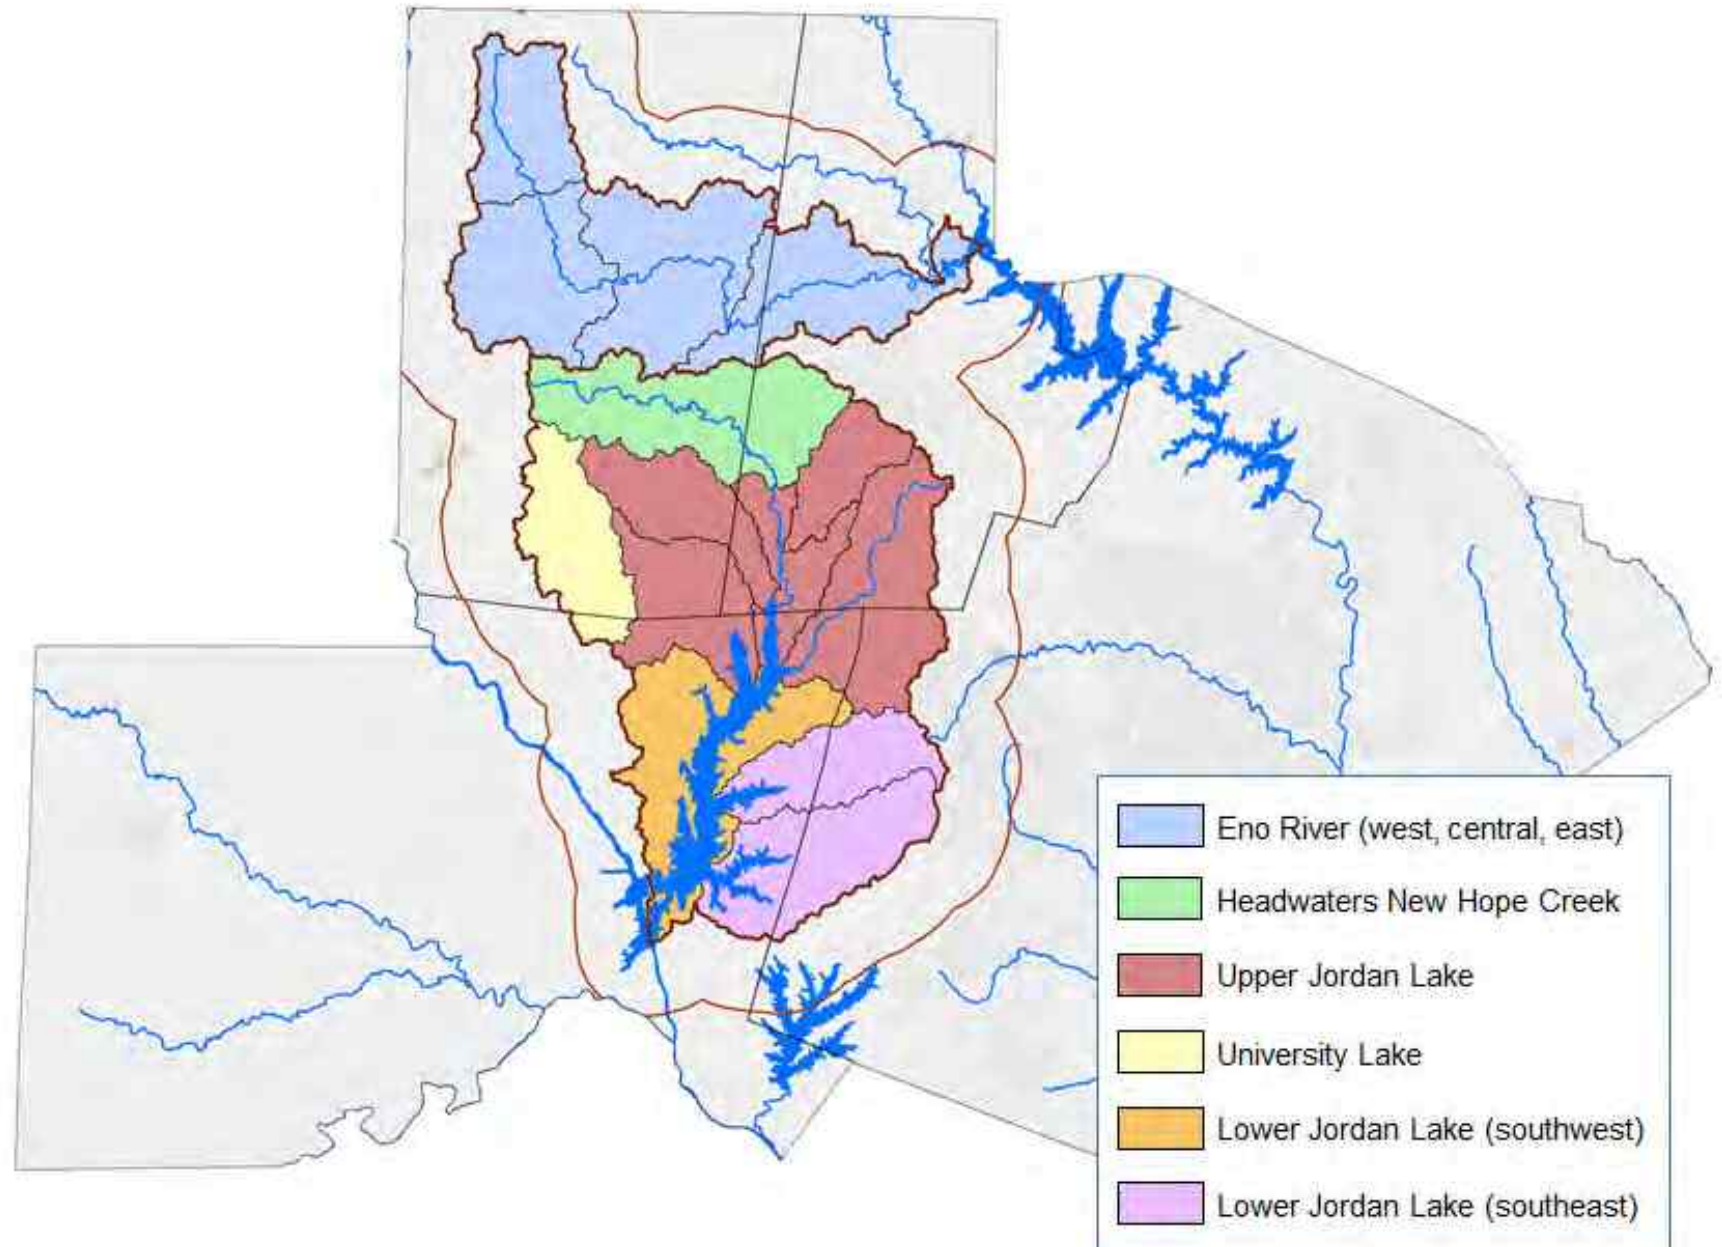 Eno River (west, central, east)
Headwaters New Hope Creek
Upper Jordan Lake
University Lake
Lower Jordan Lake (southwest)
Lower Jordan Lake (southeast)